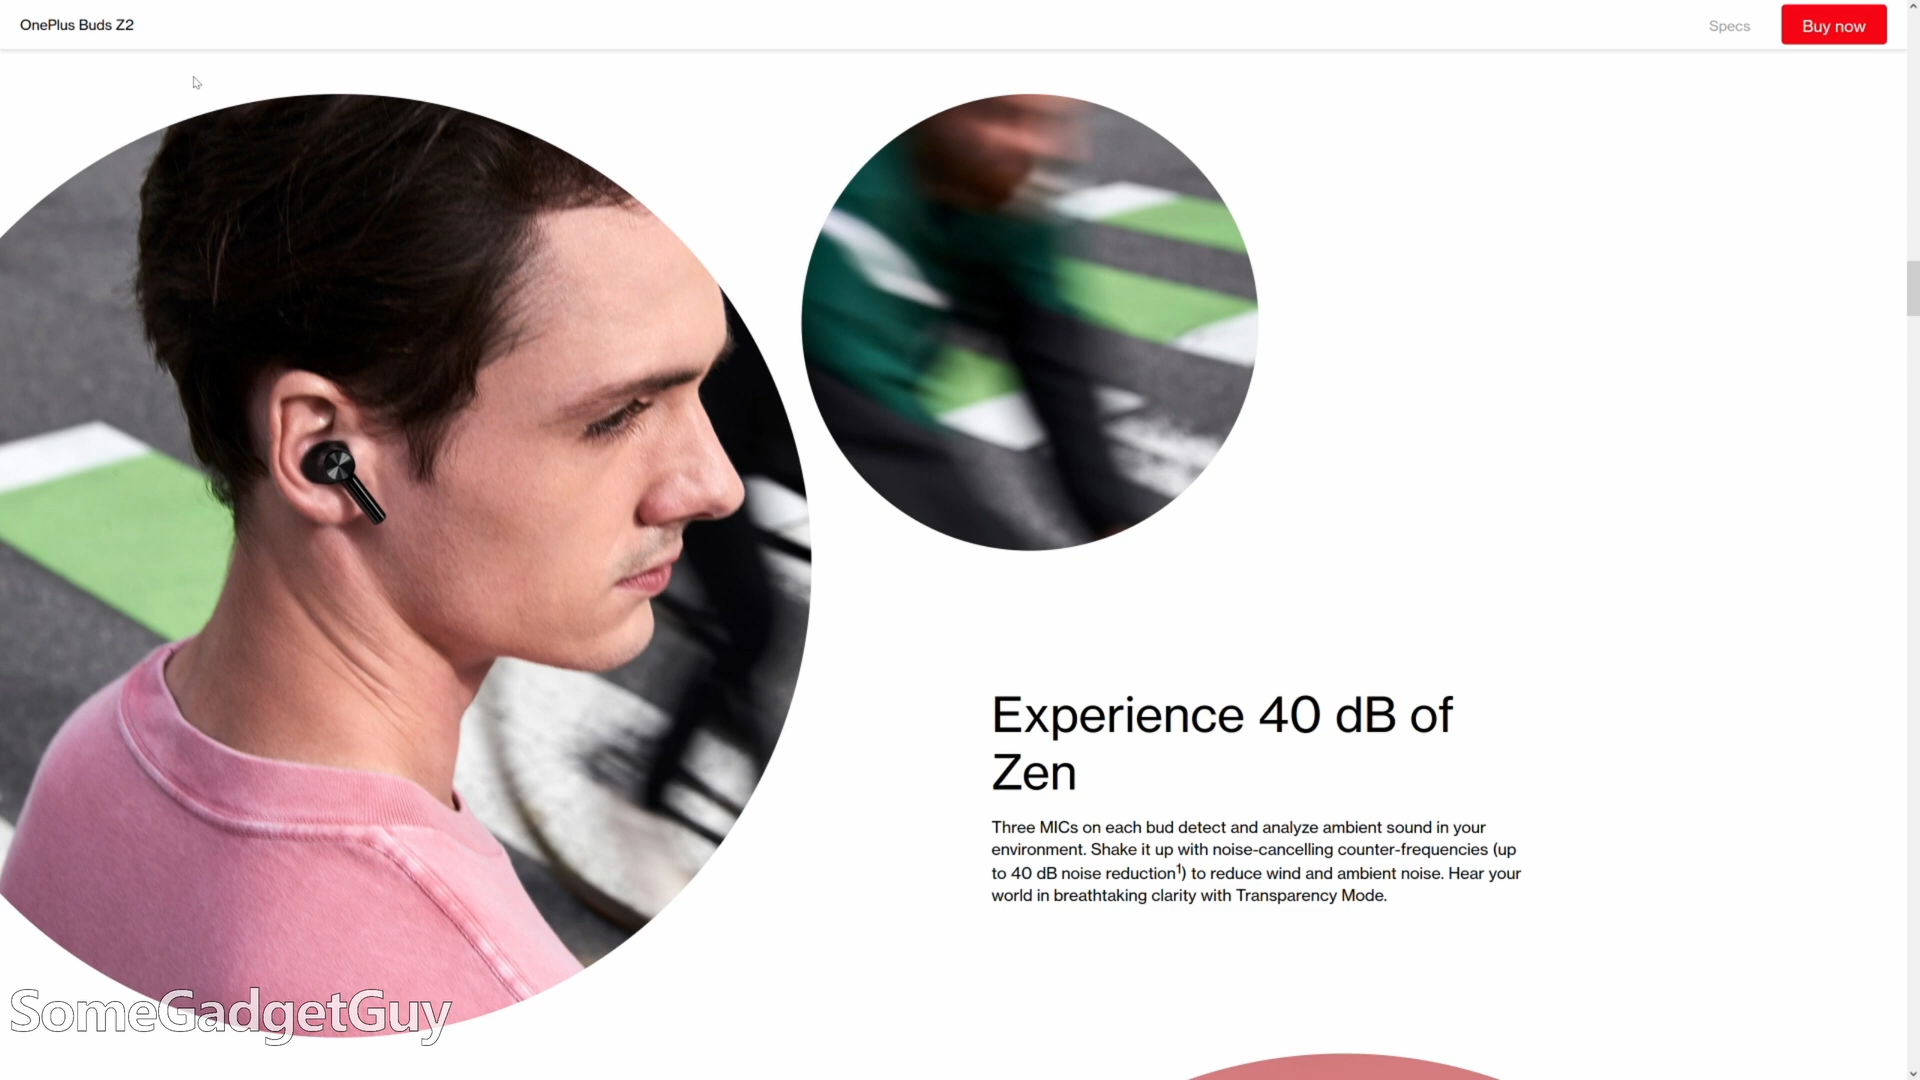 OnePlus Buds Z2
Specs
Buy now
Experience 40 dB of
Zen
Three MICs on each bud detect and analyze ambient sound in your
environment. Shake it up with noise-cancelling counter-frequencies (up
to 40 dB noise reduction¹) to reduce wind and ambient noise. Hear your
world in breathtaking clarity with Transparency Mode.
SomeGadgetGuy